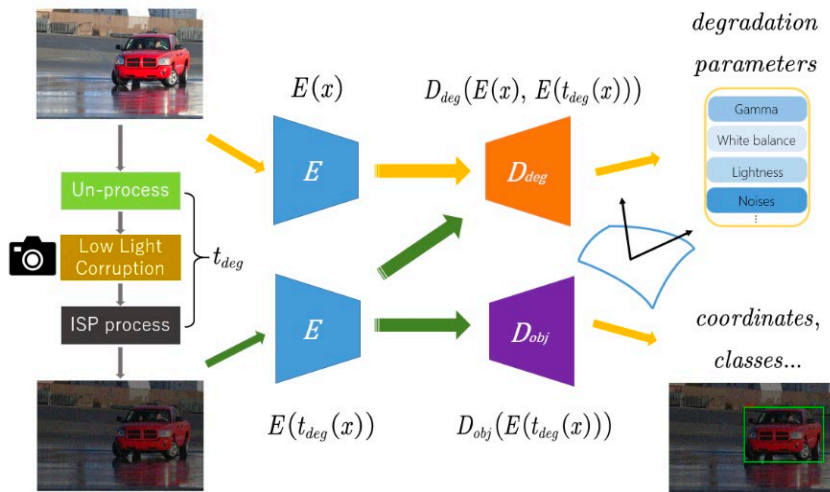 degradation
parameters
E(x)
D_deg(E(x), E(t_deg(x)))
Gamma
White balance
Lightness
Noises
⋮
E
D_deg
Un-process
Low Light
Corruption
t_deg
ISP process
E
D_obj
coordinates,
classes...
E(t_deg(x))
D_obj(E(t_deg(x)))